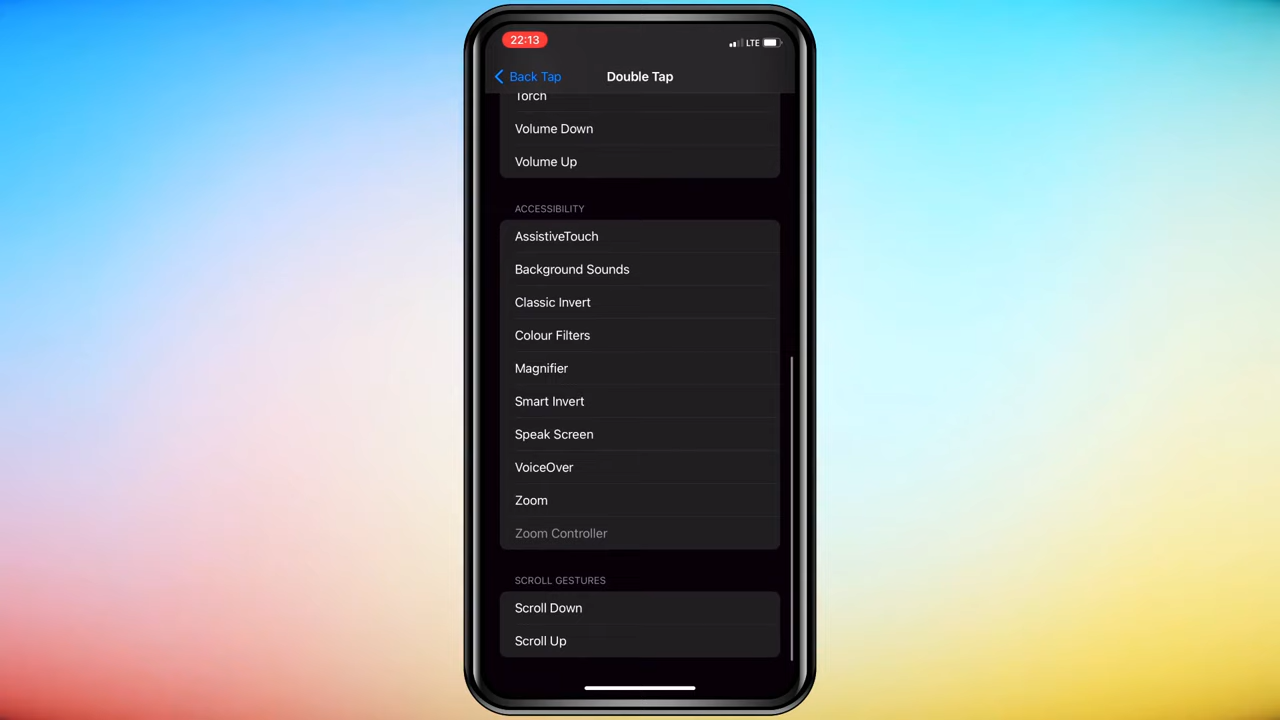 22:13
LTE
Back Tap
Double Tap
Torch
Volume Down
Volume Up
ACCESSIBILITY
AssistiveTouch
Background Sounds
Classic Invert
Colour Filters
Magnifier
Smart Invert
Speak Screen
VoiceOver
Zoom
Zoom Controller
SCROLL GESTURES
Scroll Down
Scroll Up